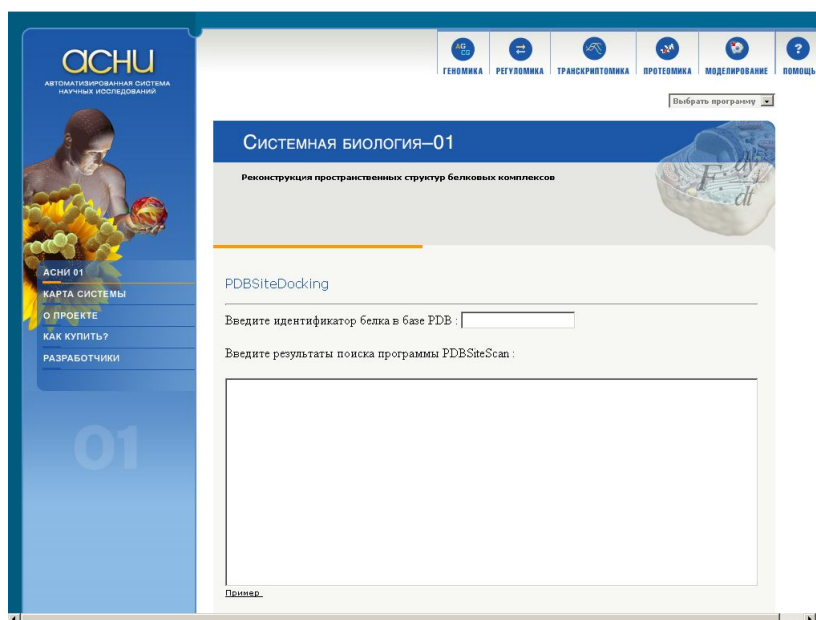 асни
АВТОМАТИЗИРОВАННАЯ СИСТЕМА
НАУЧНЫХ ИССЛЕДОВАНИЙ
AG
CG
ГЕНОМИКА
РЕГУЛОМИКА
ТРАНСКРИПТОМИКА
ПРОТЕОМИКА
МОДЕЛИРОВАНИЕ
?
ПОМОЩЬ
Выбрать программу
СИСТЕМНАЯ БИОЛОГИЯ–01
Реконструкция пространственных структур белковых комплексов
АСНИ 01
КАРТА СИСТЕМЫ
О ПРОЕКТЕ
КАК КУПИТЬ?
РАЗРАБОТЧИКИ
01
PDBSiteDocking
Введите идентификатор белка в базе PDB :
Введите результаты поиска программы PDBSiteScan :
Пример